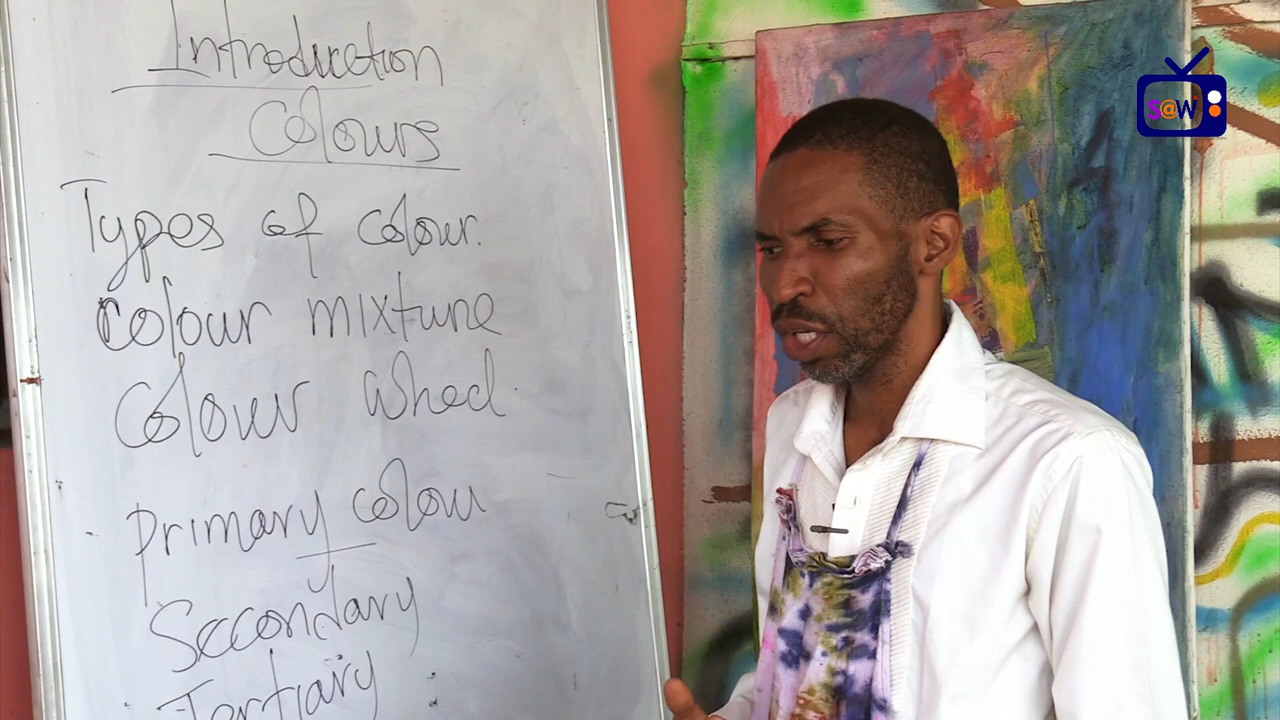 Introduction
Colours
Types of colour.
colour mixture
Colour wheel.
Primary colour
Secondary
Tertiary
S@W